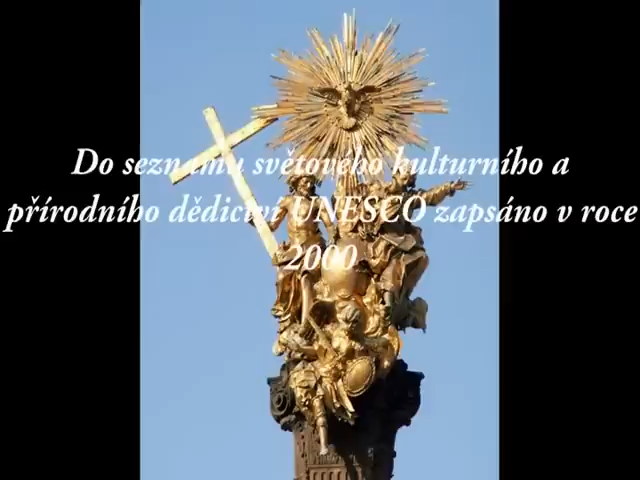 Do seznamu světového kulturního a
přírodního dědictví UNESCO zapsáno v roce
2000